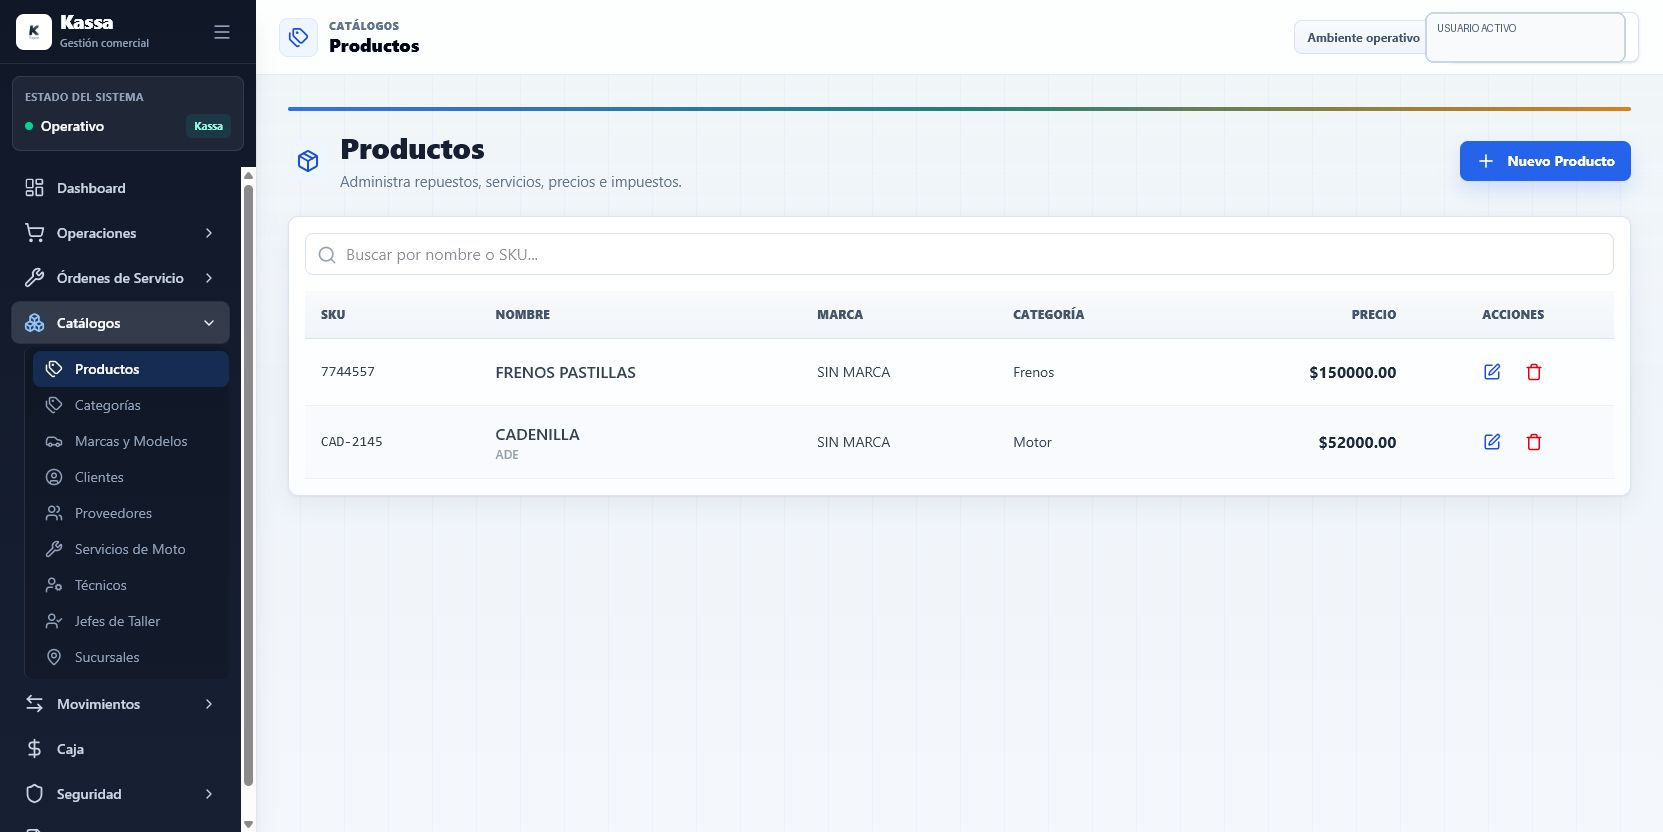 Kassa
Gestión comercial
ESTADO DEL SISTEMA
Operativo
Kassa
Dashboard
Operaciones
Órdenes de Servicio
Catálogos
Productos
Categorías
Marcas y Modelos
Clientes
Proveedores
Servicios de Moto
Técnicos
Jefes de Taller
Sucursales
Movimientos
Caja
Seguridad
CATÁLOGOS
Productos
Ambiente operativo
USUARIO ACTIVO
Productos
Administra repuestos, servicios, precios e impuestos.
Nuevo Producto
Buscar por nombre o SKU...
SKU NOMBRE MARCA CATEGORÍA PRECIO ACCIONES
7744557 FRENOS PASTILLAS SIN MARCA Frenos $150000.00
CAD-2145 CADENILLA SIN MARCA Motor $52000.00
ADE